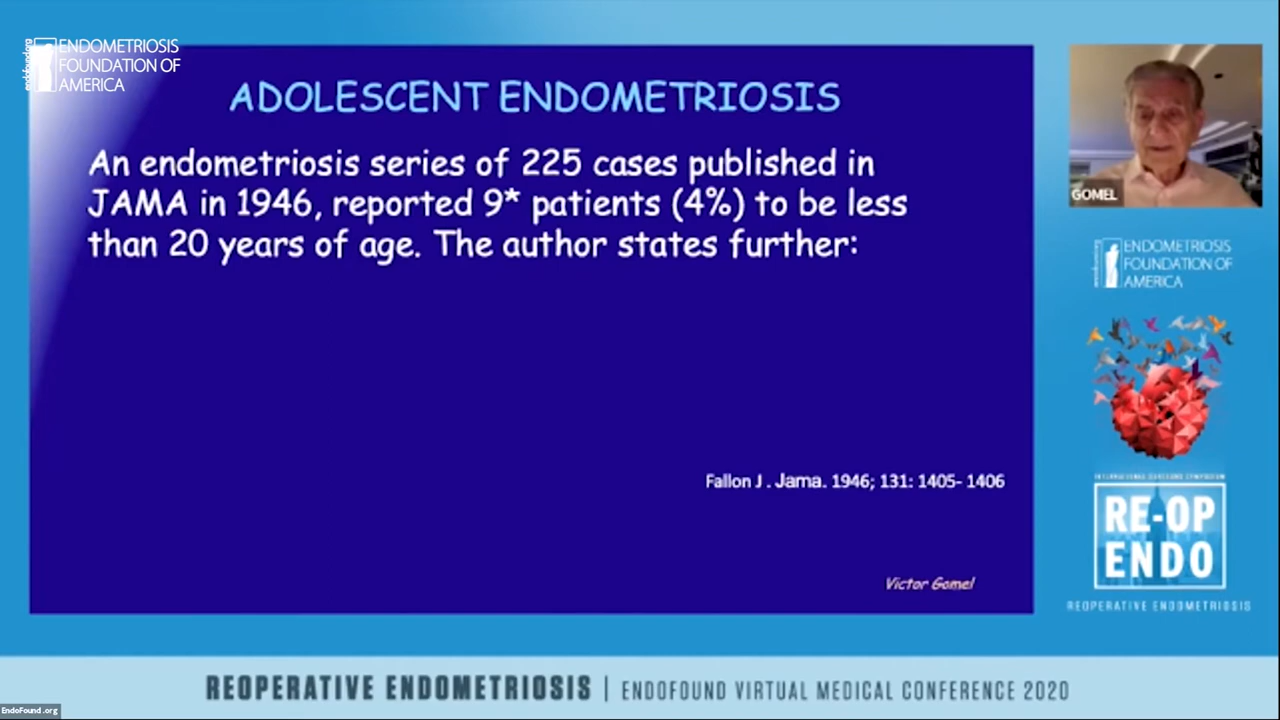 endofound.org
ENDOMETRIOSIS
FOUNDATION OF
AMERICA
ADOLESCENT ENDOMETRIOSIS
An endometriosis series of 225 cases published in
JAMA in 1946, reported 9* patients (4%) to be less
than 20 years of age. The author states further:
Fallon J . Jama. 1946; 131: 1405- 1406
Victor Gomel
GOMEL
ENDOMETRIOSIS
FOUNDATION OF
AMERICA
RE-OP
ENDO
REOPERATIVE ENDOMETRIOSIS
REOPERATIVE ENDOMETRIOSIS | ENDOFOUND VIRTUAL MEDICAL CONFERENCE 2020
EndoFound.org